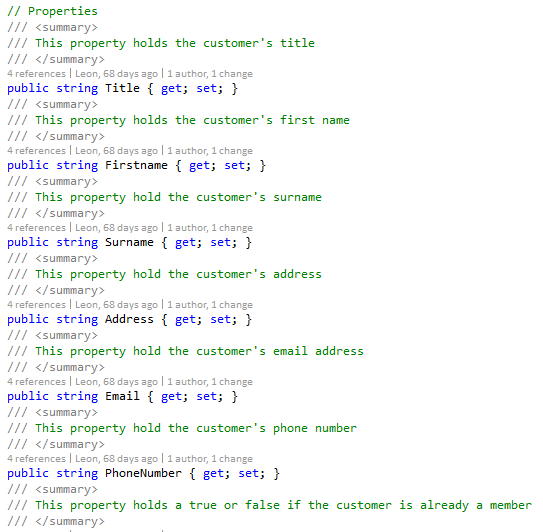 // Properties
/// <summary>
/// This property holds the customer's title
/// </summary>
4 references | Leon, 68 days ago | 1 author, 1 change
public string Title { get; set; }
/// <summary>
/// This property holds the customer's first name
/// </summary>
4 references | Leon, 68 days ago | 1 author, 1 change
public string Firstname { get; set; }
/// <summary>
/// This property hold the customer's surname
/// </summary>
4 references | Leon, 68 days ago | 1 author, 1 change
public string Surname { get; set; }
/// <summary>
/// This property hold the customer's address
/// </summary>
4 references | Leon, 68 days ago | 1 author, 1 change
public string Address { get; set; }
/// <summary>
/// This property hold the customer's email address
/// </summary>
4 references | Leon, 68 days ago | 1 author, 1 change
public string Email { get; set; }
/// <summary>
/// This property hold the customer's phone number
/// </summary>
4 references | Leon, 68 days ago | 1 author, 1 change
public string PhoneNumber { get; set; }
/// <summary>
/// This property holds a true or false if the customer is already a member
/// </summary>